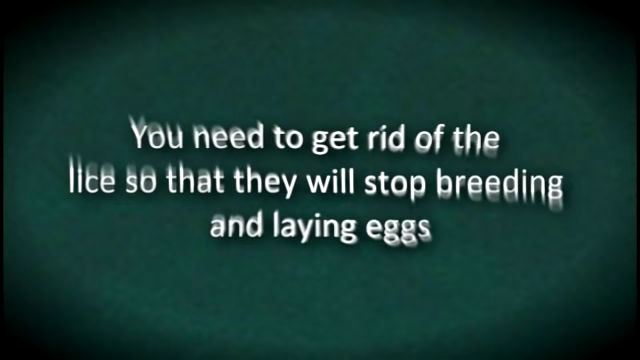 You need to get rid of the
lice so that they will stop breeding
and laying eggs